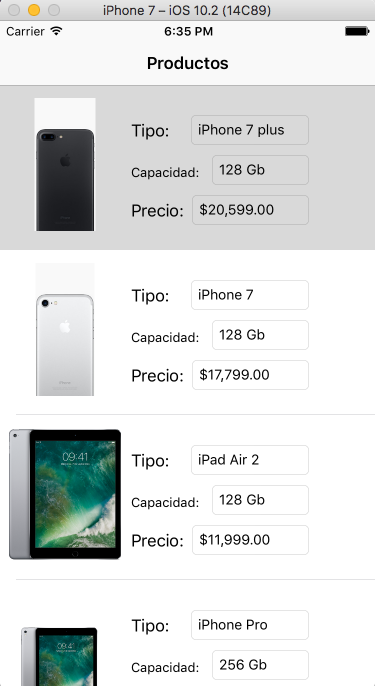 iPhone 7 – iOS 10.2 (14C89)
Carrier 6:35 PM
Productos
Tipo: iPhone 7 plus
Capacidad: 128 Gb
Precio: $20,599.00
Tipo: iPhone 7
Capacidad: 128 Gb
Precio: $17,799.00
09:41
Tipo: iPad Air 2
Capacidad: 128 Gb
Precio: $11,999.00
Tipo: iPhone Pro
09:41
Capacidad: 256 Gb